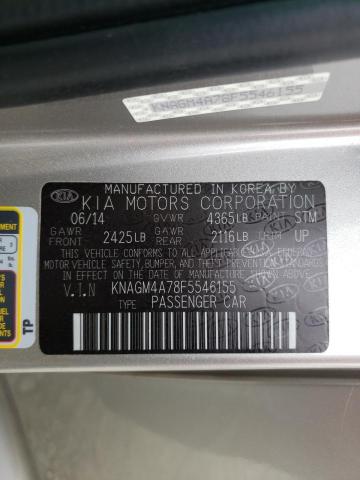 KNAGM4A78F5546155
MANUFACTURED IN KOREA BY
KIA MOTORS CORPORATION
06/14 GVWR 4365LB PAINT STM
GAWR FRONT 2425LB GAWR REAR 2116LB TRIM UP
THIS VEHICLE CONFORMS TO ALL APPLICABLE FEDERAL
MOTOR VEHICLE SAFETY, BUMPER, AND THEFT PREVENTION STANDARDS
IN EFFECT ON THE DATE OF MANUFACTURE SHOWN ABOVE.
V.I.N KNAGM4A78F5546155
TYPE PASSENGER CAR
KIA
TP